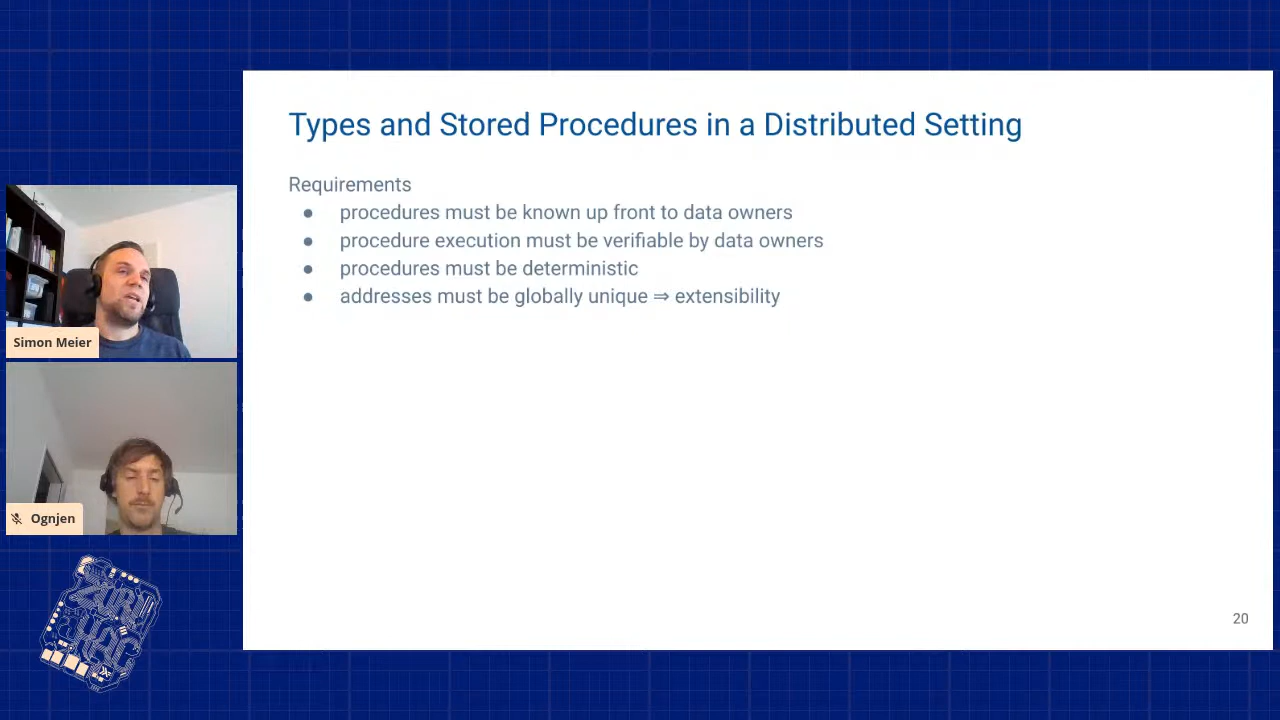 Types and Stored Procedures in a Distributed Setting
Requirements
● procedures must be known up front to data owners
● procedure execution must be verifiable by data owners
● procedures must be deterministic
● addresses must be globally unique ⇒ extensibility
Simon Meier
Ognjen
ZURI
HAC
20